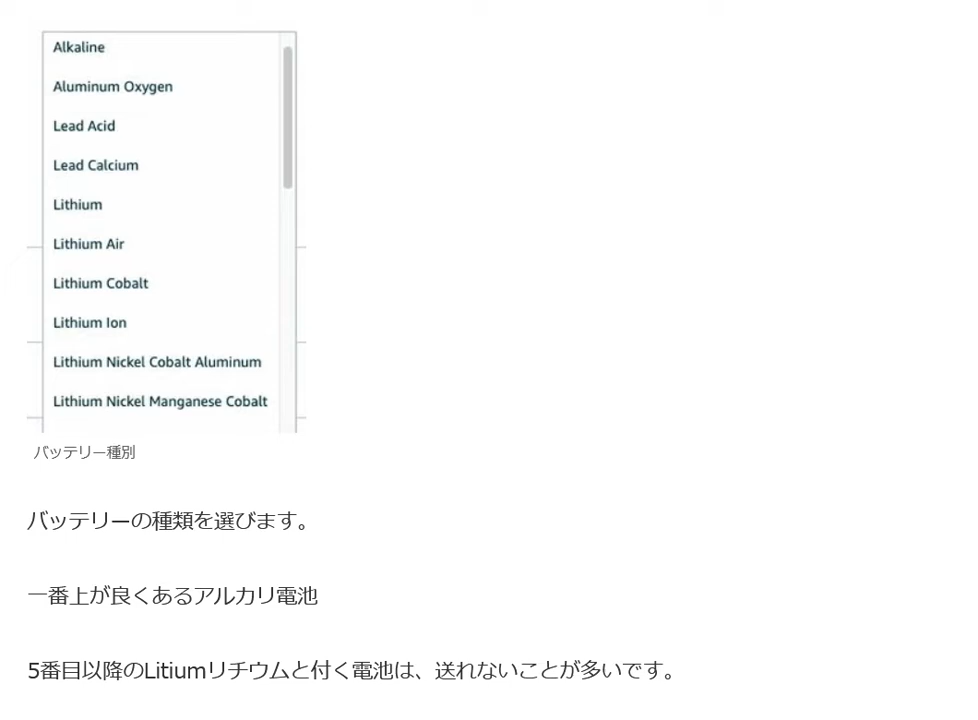 Alkaline
Aluminum Oxygen
Lead Acid
Lead Calcium
Lithium
Lithium Air
Lithium Cobalt
Lithium Ion
Lithium Nickel Cobalt Aluminum
Lithium Nickel Manganese Cobalt
バッテリー種別
バッテリーの種類を選びます。
一番上が良くあるアルカリ電池
5番目以降のLitiumリチウムと付く電池は、送れないことが多いです。